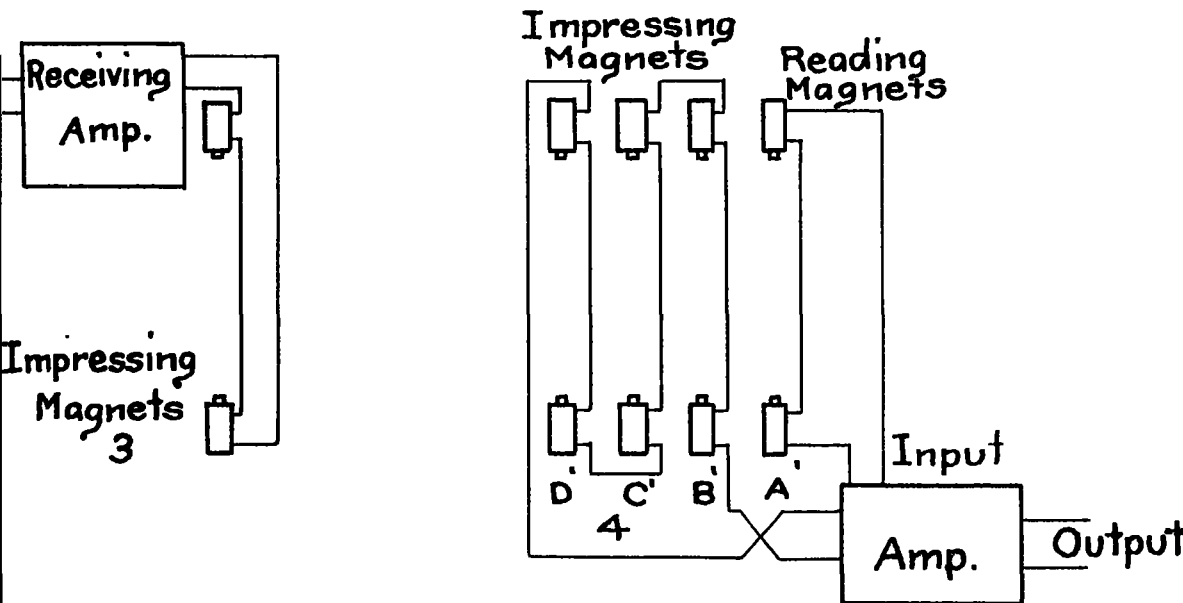 Receiving
Amp.
Impressing
Magnets
3
Impressing
Magnets
Reading
Magnets
D' C' B' A'
4
Input
Amp.
Output